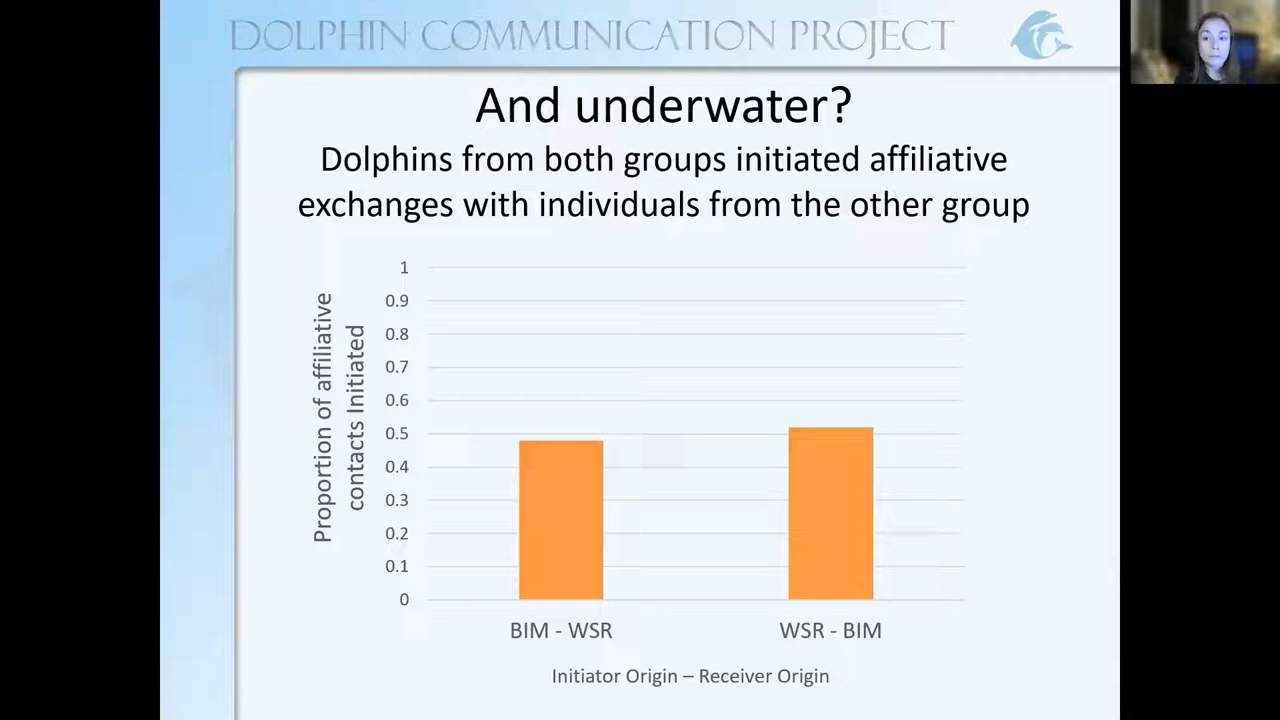 DOLPHIN COMMUNICATION PROJECT
And underwater?
Dolphins from both groups initiated affiliative
exchanges with individuals from the other group
Proportion of affiliative
contacts Initiated
1
0.9
0.8
0.7
0.6
0.5
0.4
0.3
0.2
0.1
0
BIM - WSR
WSR - BIM
Initiator Origin – Receiver Origin